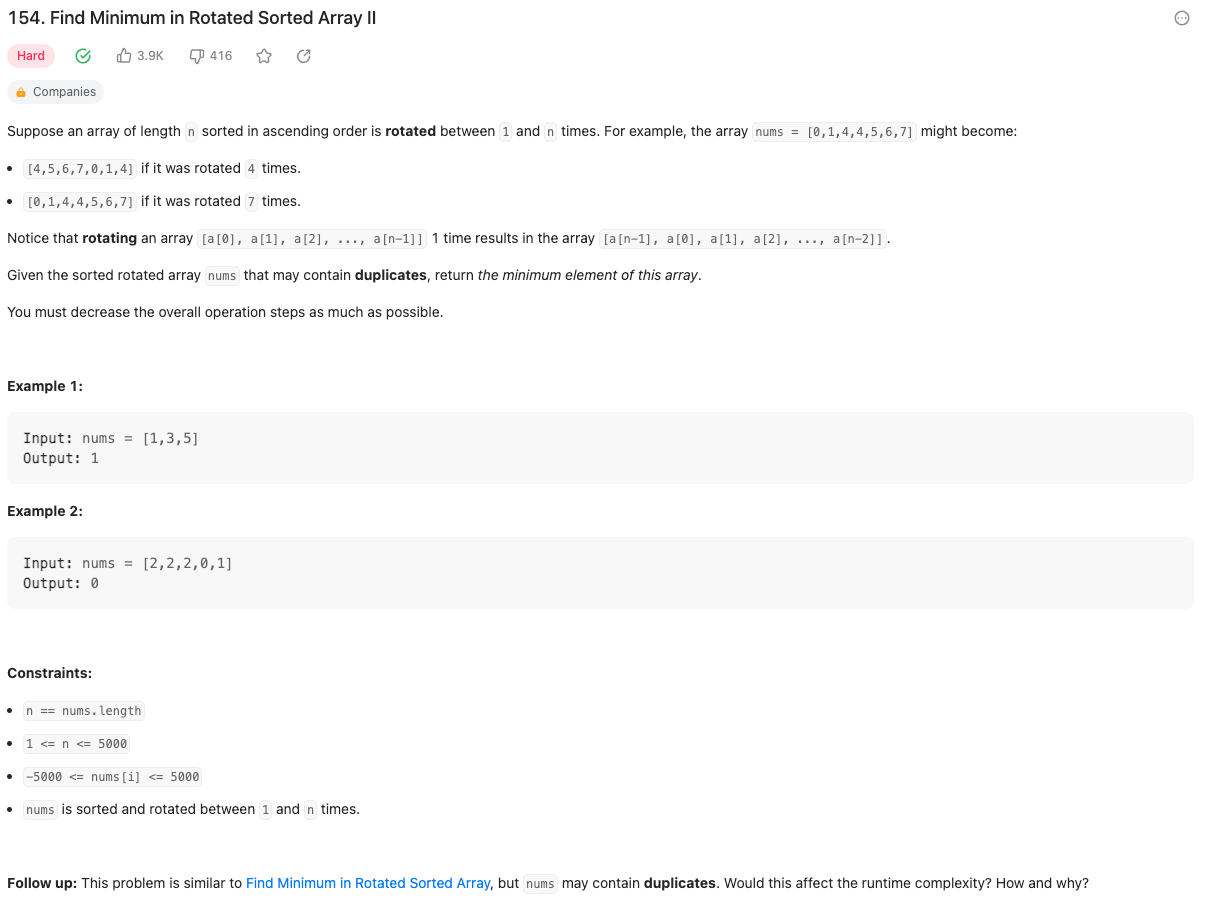 154. Find Minimum in Rotated Sorted Array II
Hard 3.9K 416
Companies
Suppose an array of length n sorted in ascending order is rotated between 1 and n times. For example, the array nums = [0,1,4,4,5,6,7] might become:
• [4,5,6,7,0,1,4] if it was rotated 4 times.
• [0,1,4,4,5,6,7] if it was rotated 7 times.
Notice that rotating an array [a[0], a[1], a[2], ..., a[n-1]] 1 time results in the array [a[n-1], a[0], a[1], a[2], ..., a[n-2]].
Given the sorted rotated array nums that may contain duplicates, return the minimum element of this array.
You must decrease the overall operation steps as much as possible.
Example 1:
Input: nums = [1,3,5]
Output: 1
Example 2:
Input: nums = [2,2,2,0,1]
Output: 0
Constraints:
• n == nums.length
• 1 <= n <= 5000
• -5000 <= nums[i] <= 5000
• nums is sorted and rotated between 1 and n times.
Follow up: This problem is similar to Find Minimum in Rotated Sorted Array, but nums may contain duplicates. Would this affect the runtime complexity? How and why?